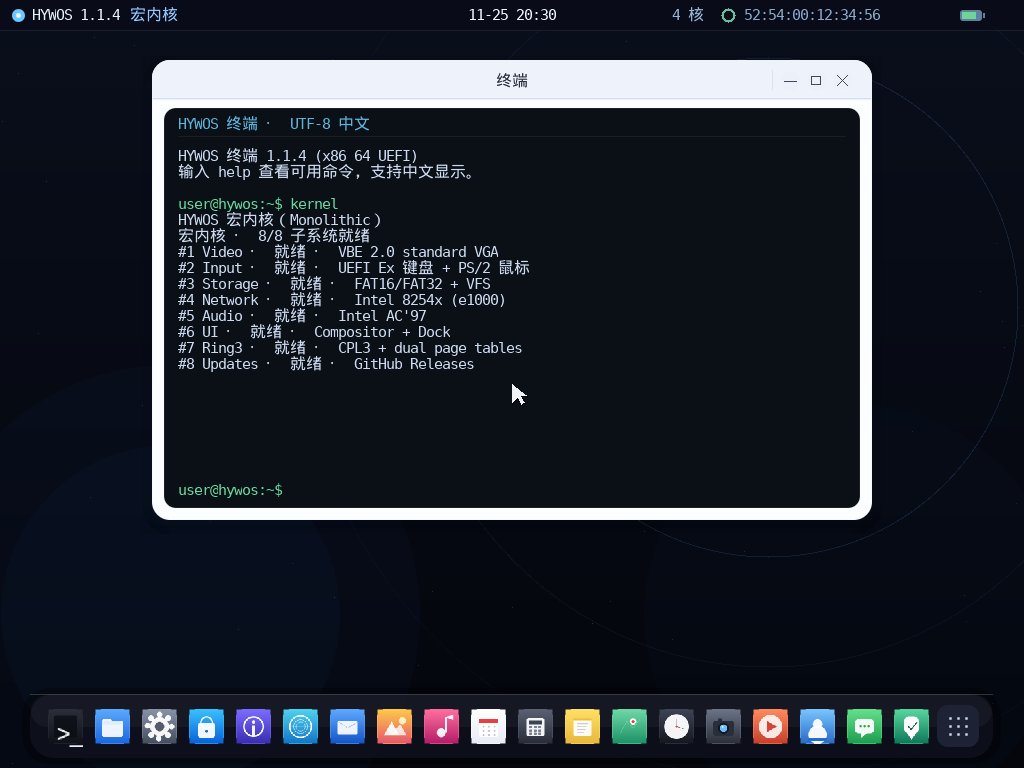 HYWOS 1.1.4 宏内核
11-25 20:30
4 核 52:54:00:12:34:56
终端
HYWOS 终端 · UTF-8 中文
HYWOS 终端 1.1.4 (x86 64 UEFI)
输入 help 查看可用命令，支持中文显示。
user@hywos:~$ kernel
HYWOS 宏内核（Monolithic）
宏内核 · 8/8 子系统就绪
#1 Video · 就绪 · VBE 2.0 standard VGA
#2 Input · 就绪 · UEFI Ex 键盘 + PS/2 鼠标
#3 Storage · 就绪 · FAT16/FAT32 + VFS
#4 Network · 就绪 · Intel 8254x (e1000)
#5 Audio · 就绪 · Intel AC'97
#6 UI · 就绪 · Compositor + Dock
#7 Ring3 · 就绪 · CPL3 + dual page tables
#8 Updates · 就绪 · GitHub Releases
user@hywos:~$
>_